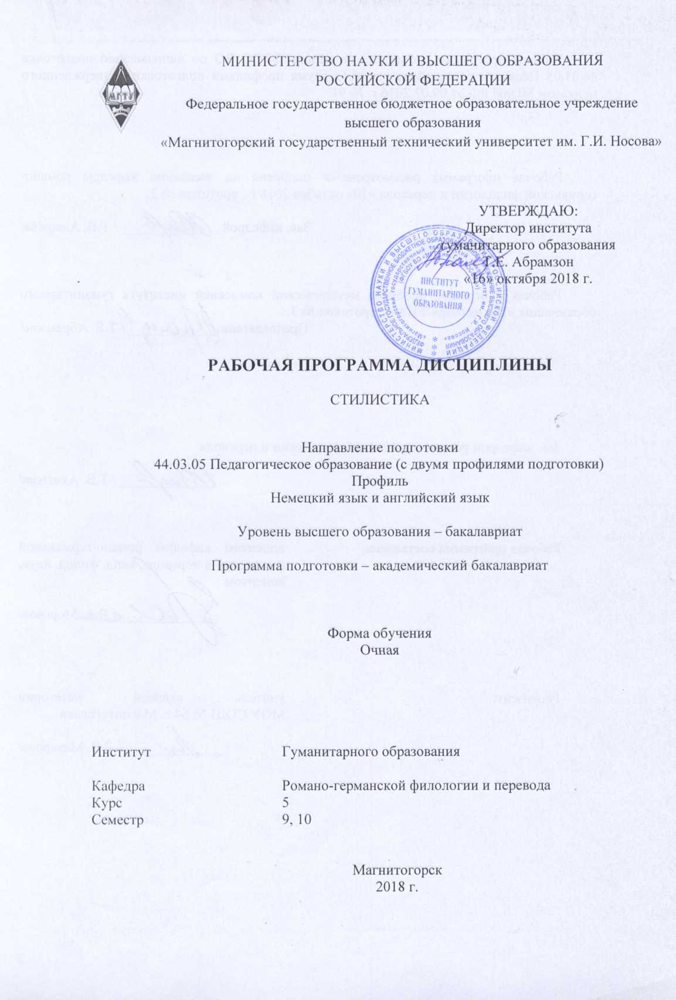 МИНИСТЕРСТВО НАУКИ И ВЫСШЕГО ОБРАЗОВАНИЯ
РОССИЙСКОЙ ФЕДЕРАЦИИ
Федеральное государственное бюджетное образовательное учреждение
высшего образования
«Магнитогорский государственный технический университет им. Г.И. Носова»
МГТУ
УТВЕРЖДАЮ:
Директор института
гуманитарного образования
Т.Е. Абрамзон
«16» октября 2018 г.
ИНСТИТУТ
ГУМАНИТАРНОГО
ОБРАЗОВАНИЯ
РАБОЧАЯ ПРОГРАММА ДИСЦИПЛИНЫ
СТИЛИСТИКА
Направление подготовки
44.03.05 Педагогическое образование (с двумя профилями подготовки)
Профиль
Немецкий язык и английский язык
Уровень высшего образования – бакалавриат
Программа подготовки – академический бакалавриат
Форма обучения
Очная
Институт Гуманитарного образования
Кафедра Романо-германской филологии и перевода
Курс 5
Семестр 9, 10
Магнитогорск
2018 г.